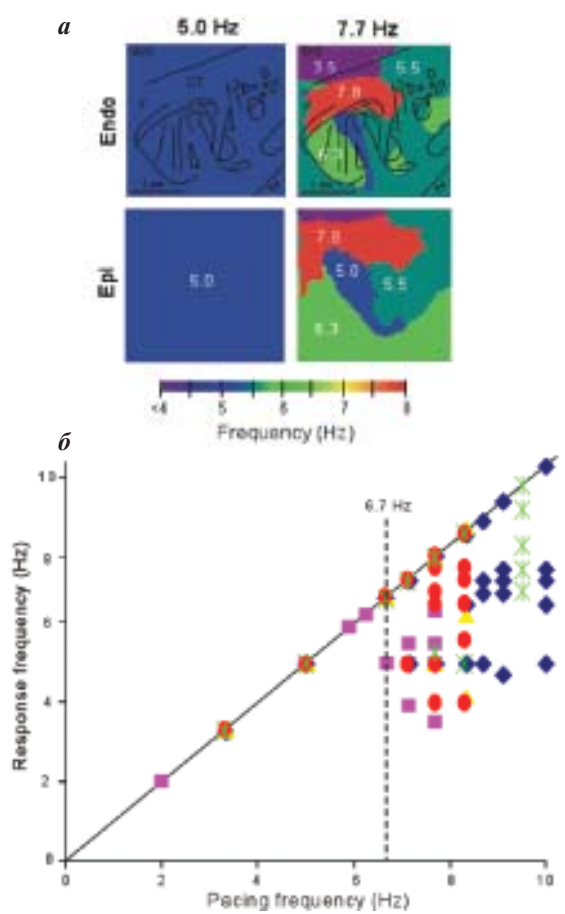 а
5.0 Hz 7.7 Hz
Endo
3.5 5.5
7.8
6.3
Epi
5.0
7.8
5.0
5.5
6.3
<4 5 6 7 8
Frequency (Hz)
б
6.7 Hz
Response frequency (Hz)
10
8
6
4
2
0
0 2 4 6 8 10
Pacing frequency (Hz)